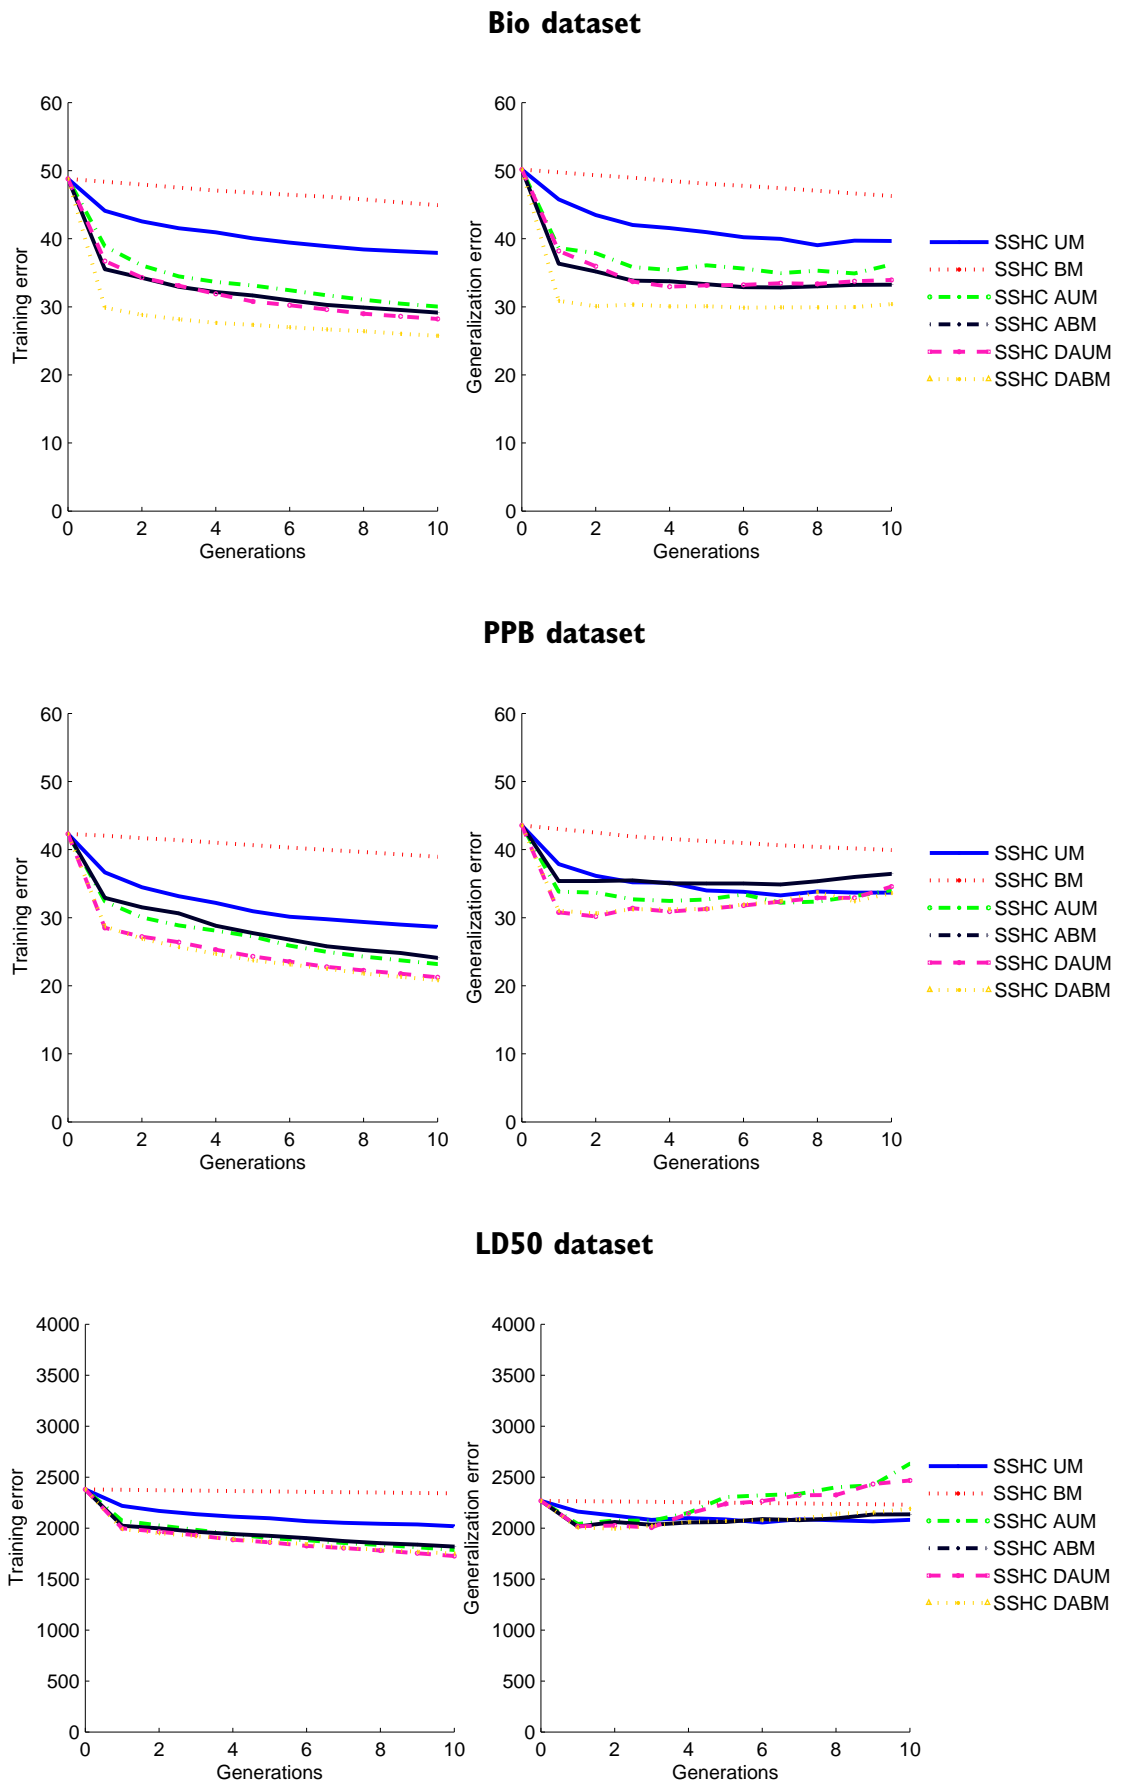 Bio dataset
60
50
40
30
20
10
0
0 2 4 6 8 10
Training error
Generations
60
50
40
30
20
10
0
0 2 4 6 8 10
Generalization error
Generations
SSHC UM
SSHC BM
SSHC AUM
SSHC ABM
SSHC DAUM
SSHC DABM
PPB dataset
60
50
40
30
20
10
0
0 2 4 6 8 10
Training error
Generations
60
50
40
30
20
10
0
0 2 4 6 8 10
Generalization error
Generations
SSHC UM
SSHC BM
SSHC AUM
SSHC ABM
SSHC DAUM
SSHC DABM
LD50 dataset
4000
3500
3000
2500
2000
1500
1000
500
0
0 2 4 6 8 10
Training error
Generations
4000
3500
3000
2500
2000
1500
1000
500
0
0 2 4 6 8 10
Generalization error
Generations
SSHC UM
SSHC BM
SSHC AUM
SSHC ABM
SSHC DAUM
SSHC DABM